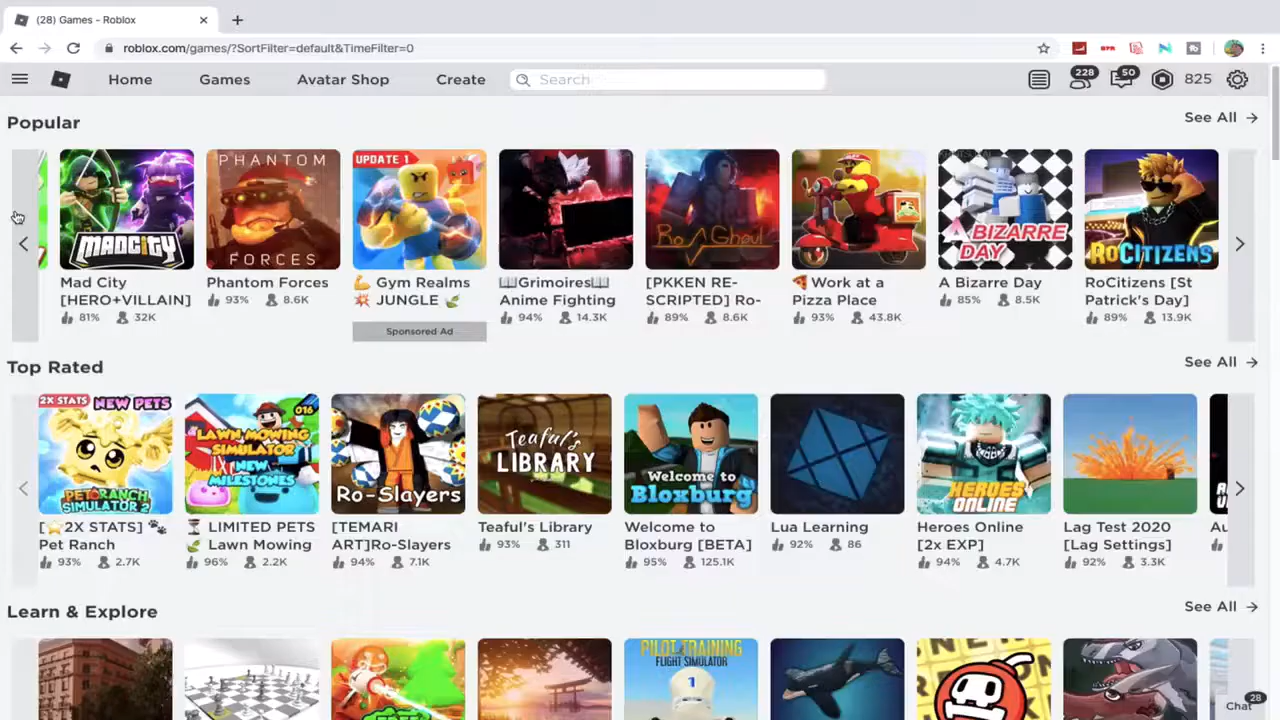 (28) Games - Roblox
roblox.com/games/?SortFilter=default&TimeFilter=0
Home Games Avatar Shop Create Search 228 50 825
Popular See All →
MADCITY
PHANTOM FORCES
UPDATE 1
Ro Ghoul
A BIZARRE DAY
ROCITIZENS
Mad City [HERO+VILLAIN]
81% 32K
Phantom Forces
93% 8.6K
💪 Gym Realms
💥 JUNGLE 🍃
Sponsored Ad
📖Grimoires📖
Anime Fighting
94% 14.3K
[PKKEN RE-
SCRIPTED] Ro-
89% 8.6K
🍕 Work at a
Pizza Place
93% 43.8K
A Bizarre Day
85% 8.5K
RoCitizens [St
Patrick's Day]
89% 13.9K
Top Rated See All →
2X STATS NEW PETS
PET RANCH
SIMULATOR 2
016
LAWN MOWING
SIMULATOR
NEW
MILESTONES
Ro-Slayers
Teaful's
LIBRARY
Welcome to
Bloxburg
HEROES
ONLINE
[⭐2X STATS] 🐾
Pet Ranch
93% 2.7K
⏳ LIMITED PETS
🍃 Lawn Mowing
96% 2.2K
[TEMARI
ART]Ro-Slayers
94% 7.1K
Teaful's Library
93% 311
Welcome to
Bloxburg [BETA]
95% 125.1K
Lua Learning
92% 86
Heroes Online
[2x EXP]
94% 4.7K
Lag Test 2020
[Lag Settings]
92% 3.3K
Au
Learn & Explore See All →
PILOT TRAINING
FLIGHT SIMULATOR
1
Chat 28